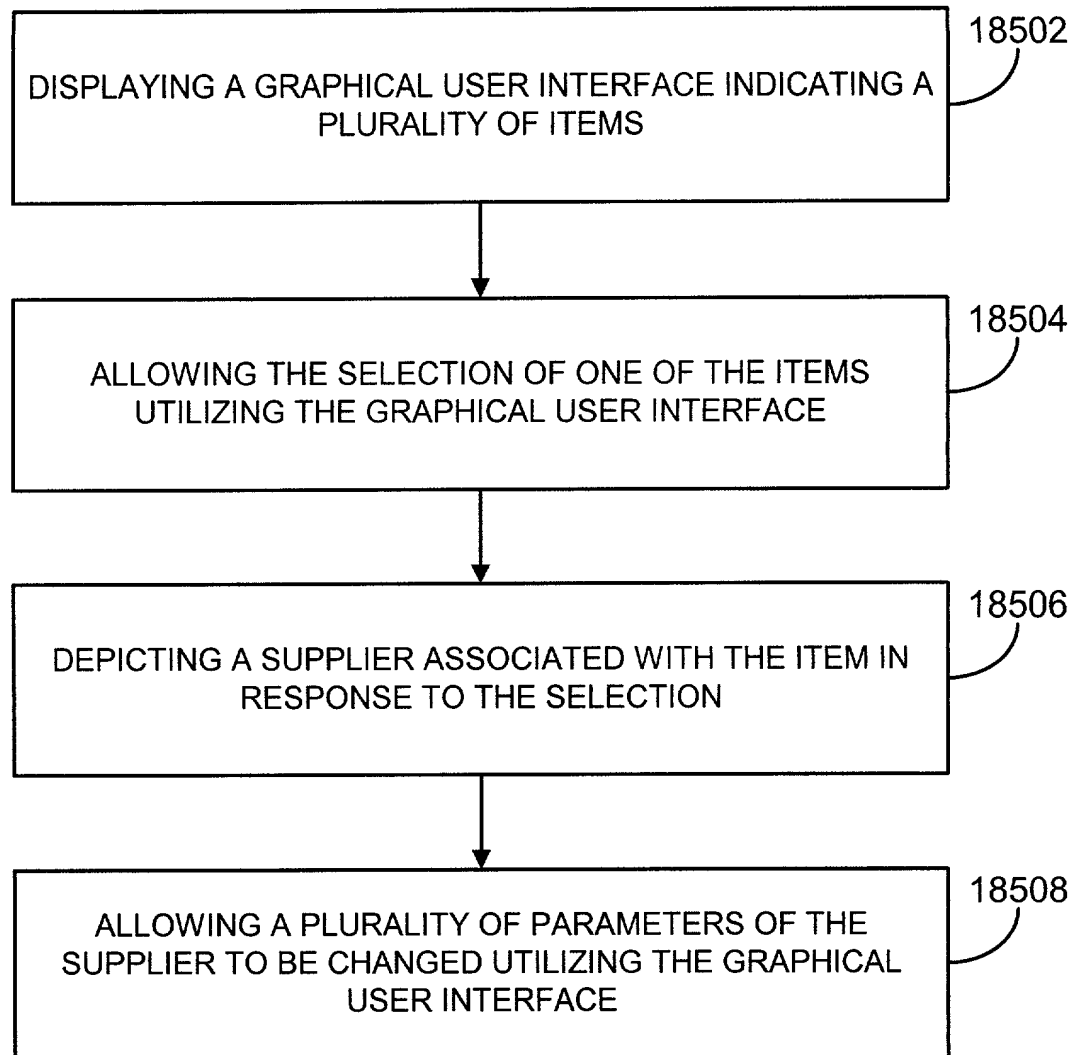 18502
DISPLAYING A GRAPHICAL USER INTERFACE INDICATING A
PLURALITY OF ITEMS
18504
ALLOWING THE SELECTION OF ONE OF THE ITEMS
UTILIZING THE GRAPHICAL USER INTERFACE
18506
DEPICTING A SUPPLIER ASSOCIATED WITH THE ITEM IN
RESPONSE TO THE SELECTION
18508
ALLOWING A PLURALITY OF PARAMETERS OF THE
SUPPLIER TO BE CHANGED UTILIZING THE GRAPHICAL
USER INTERFACE